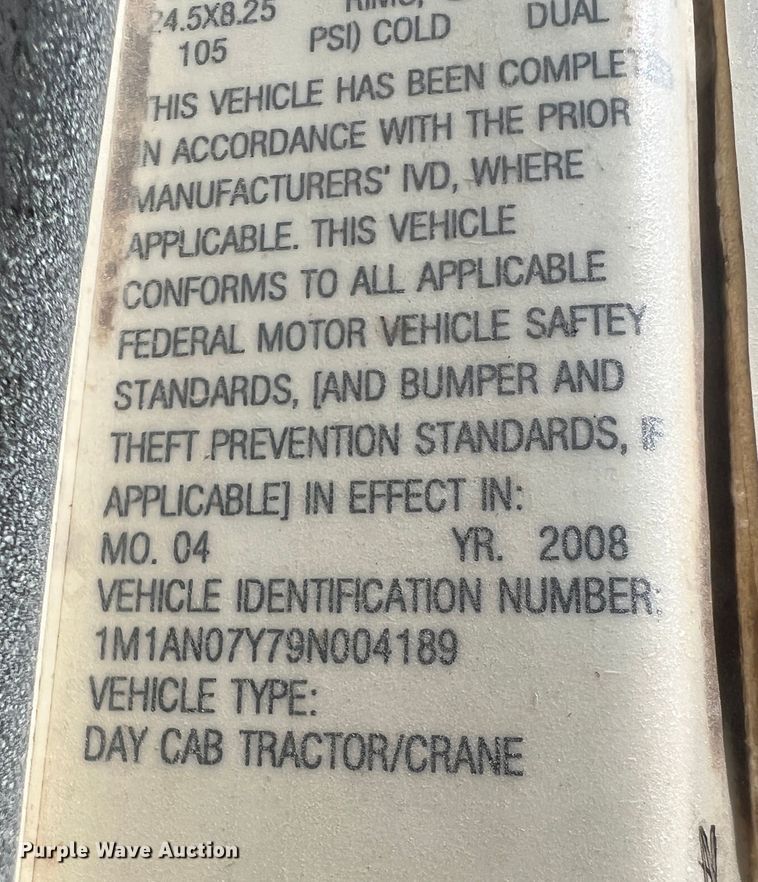 24.5X8.25 RIMS, DUAL
105 PSI) COLD
THIS VEHICLE HAS BEEN COMPLET
IN ACCORDANCE WITH THE PRIOR
MANUFACTURERS' IVD, WHERE
APPLICABLE. THIS VEHICLE
CONFORMS TO ALL APPLICABLE
FEDERAL MOTOR VEHICLE SAFTEY
STANDARDS, [AND BUMPER AND
THEFT PREVENTION STANDARDS, IF
APPLICABLE] IN EFFECT IN:
MO. 04 YR. 2008
VEHICLE IDENTIFICATION NUMBER:
1M1AN07Y79N004189
VEHICLE TYPE:
DAY CAB TRACTOR/CRANE
N
Purple Wave Auction